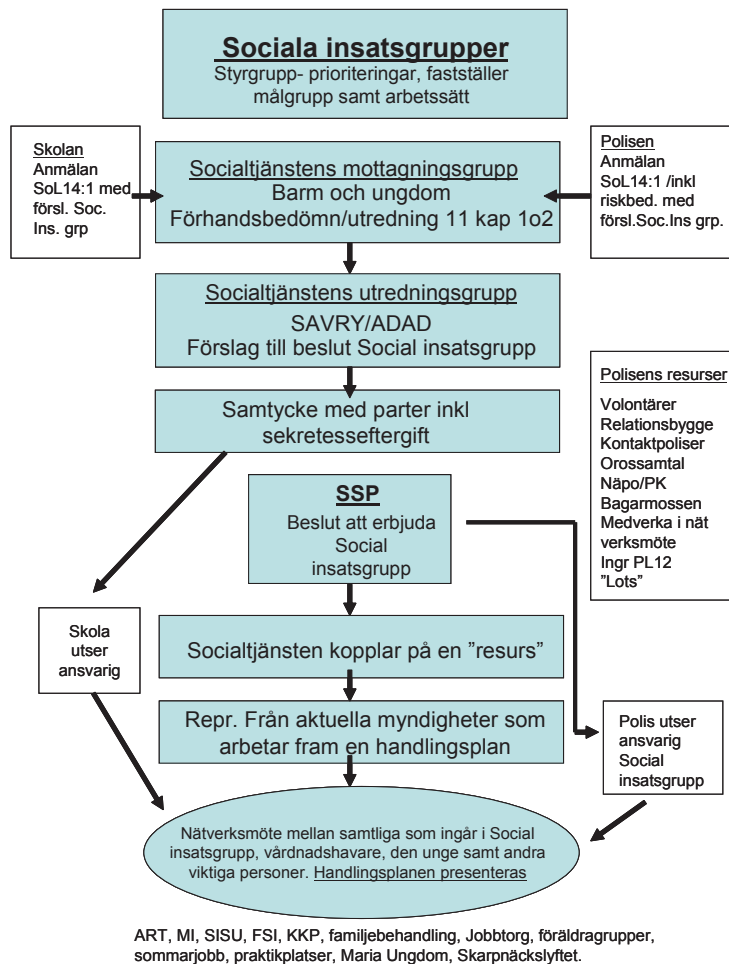 Sociala insatsgrupper
Styrgrupp- prioriteringar, fastställer
målgrupp samt arbetssätt
Skolan
Anmälan
SoL14:1 med
försl. Soc.
Ins. grp
Socialtjänstens mottagningsgrupp
Barm och ungdom
Förhandsbedömn/utredning 11 kap 1o2
Polisen
Anmälan
SoL14:1 /inkl
riskbed. med
försl.Soc.Ins grp.
Socialtjänstens utredningsgrupp
SAVRY/ADAD
Förslag till beslut Social insatsgrupp
Samtycke med parter inkl
sekretesseftergift
Polisens resurser
Volontärer
Relationsbygge
Kontaktpoliser
Orossamtal
Näpo/PK
Bagarmossen
Medverka i nät
verksmöte
Ingr PL12
"Lots"
SSP
Beslut att erbjuda
Social
insatsgrupp
Skola
utser
ansvarig
Socialtjänsten kopplar på en "resurs"
Repr. Från aktuella myndigheter som
arbetar fram en handlingsplan
Polis utser
ansvarig
Social
insatsgrupp
Nätverksmöte mellan samtliga som ingår i Social
insatsgrupp, vårdnadshavare, den unge samt andra
viktiga personer. Handlingsplanen presenteras
ART, MI, SISU, FSI, KKP, familjebehandling, Jobbtorg, föräldragrupper,
sommarjobb, praktikplatser, Maria Ungdom, Skarpnäckslyftet.